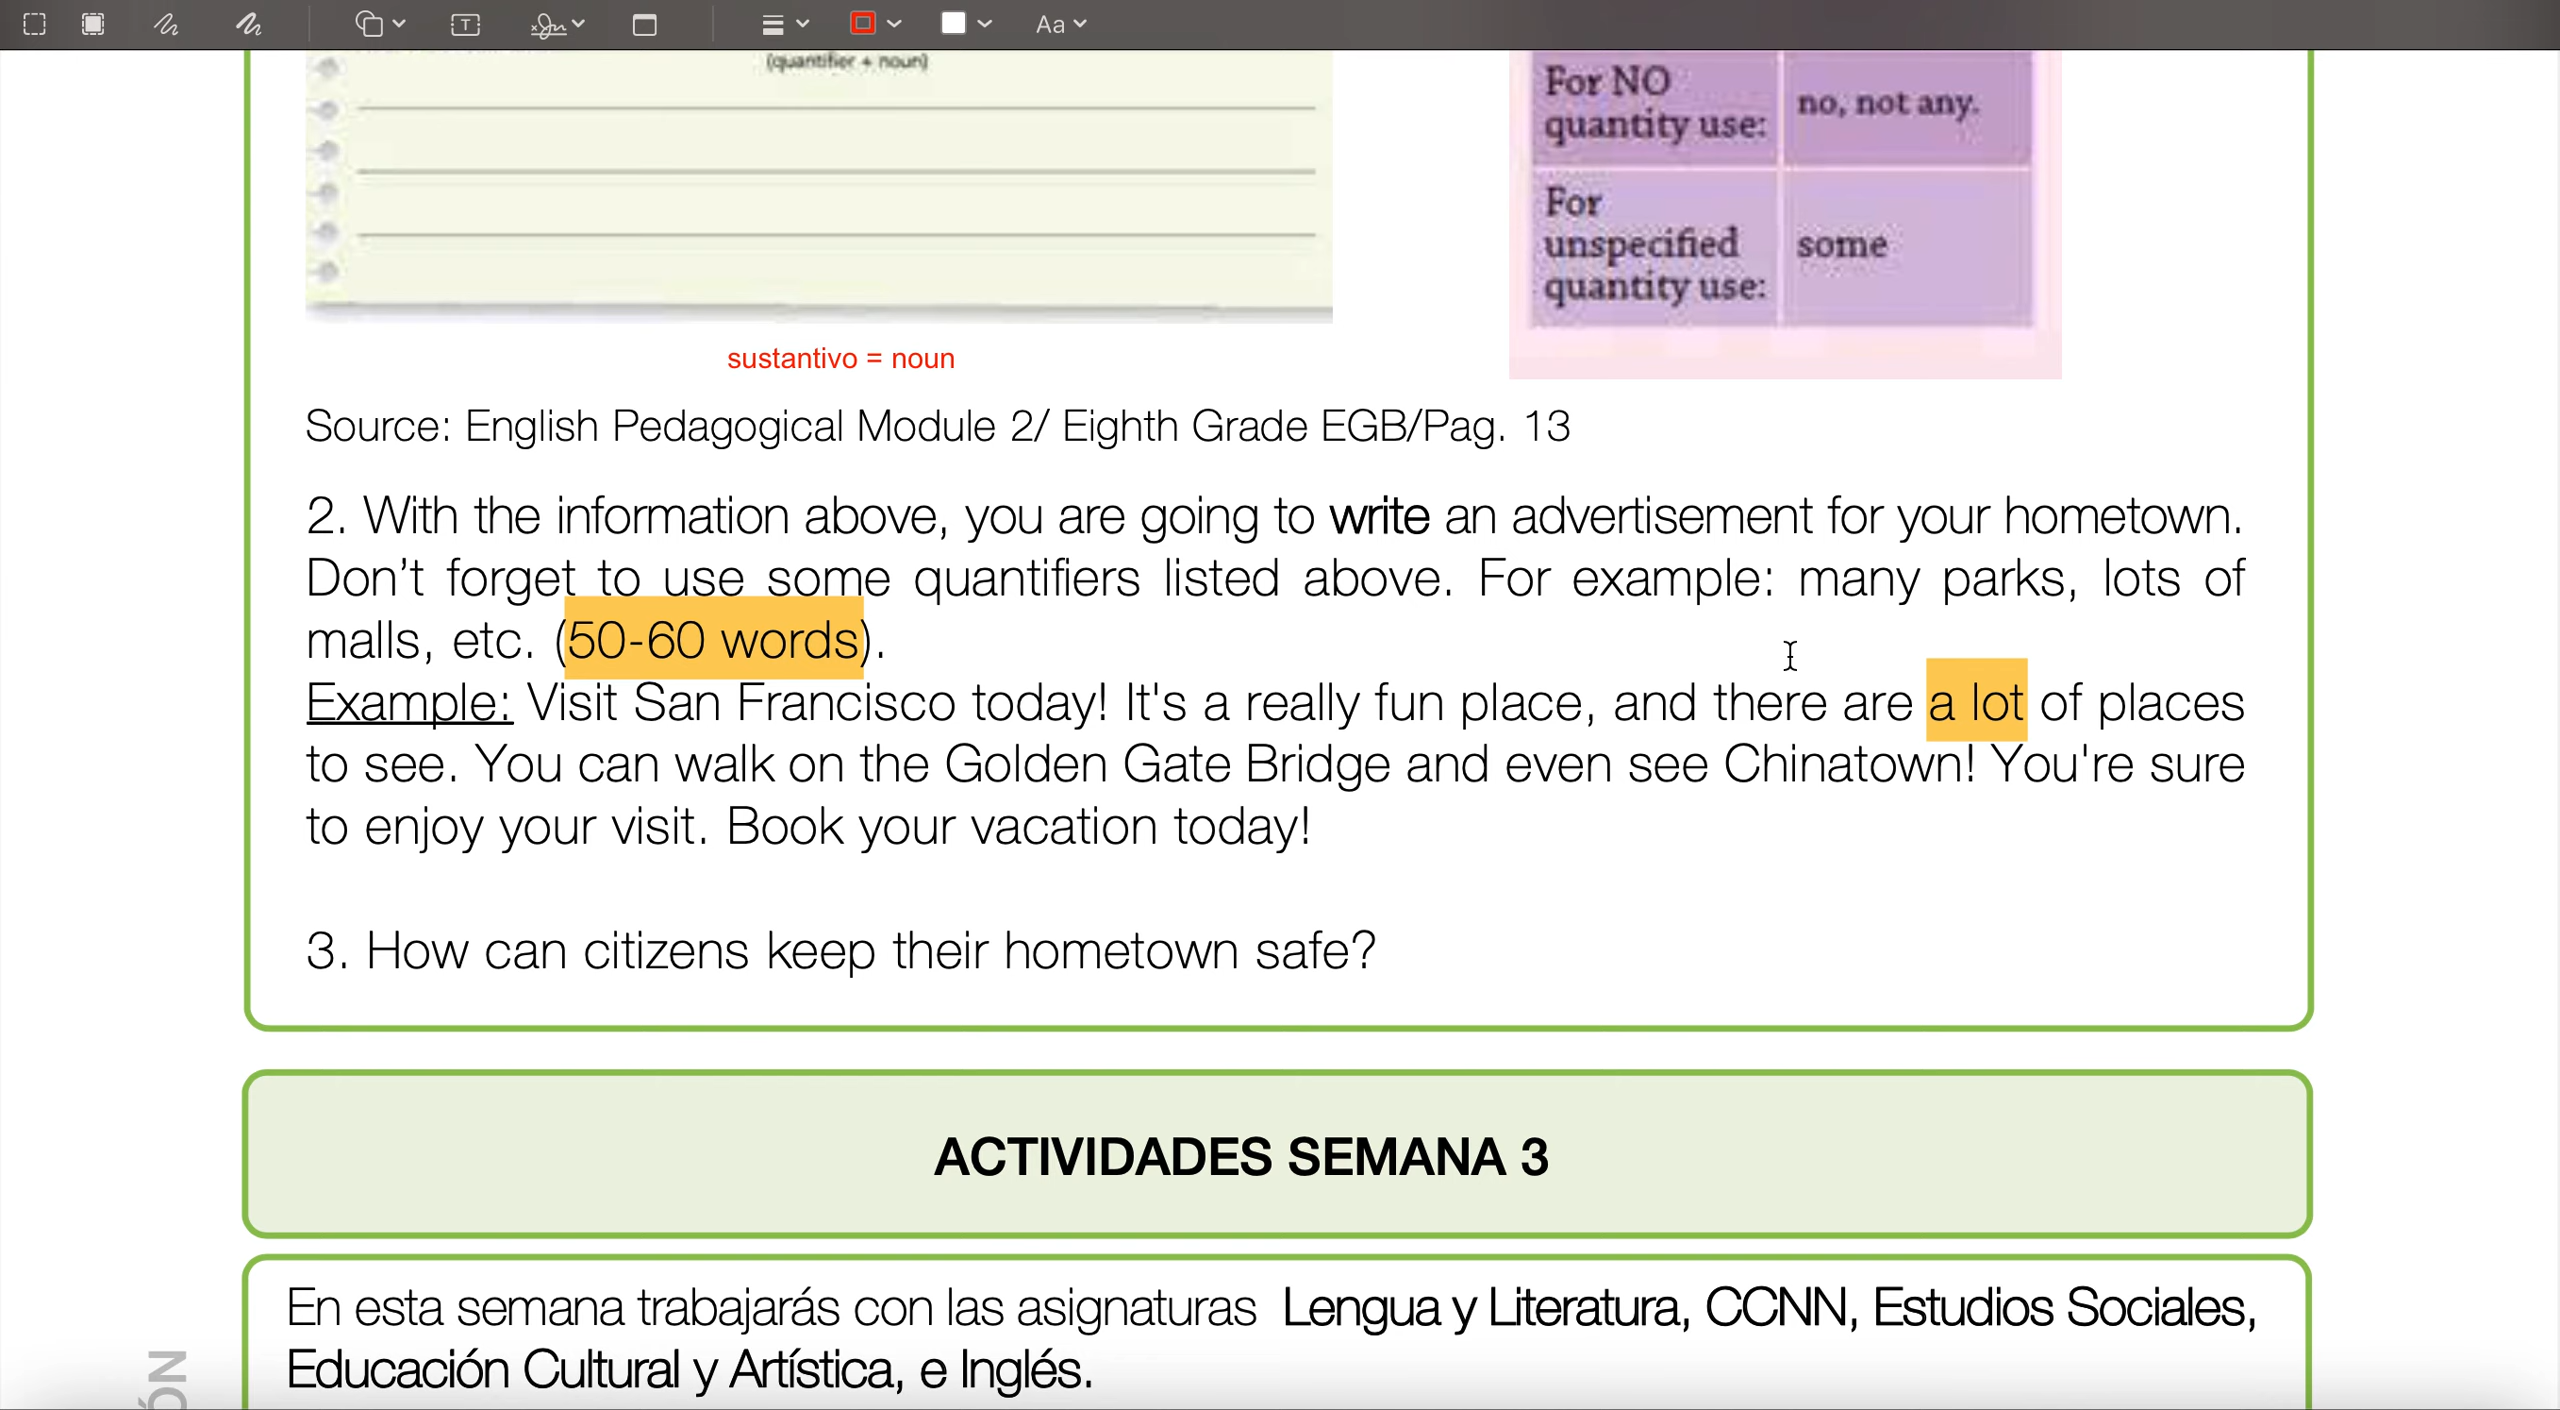 Aa
(quantifier + noun)
For NO
quantity use:
no, not any.
For
unspecified
quantity use:
some
sustantivo = noun
Source: English Pedagogical Module 2/ Eighth Grade EGB/Pag. 13
2. With the information above, you are going to write an advertisement for your hometown.
Don’t forget to use some quantifiers listed above. For example: many parks, lots of
malls, etc. (50-60 words).
Example: Visit San Francisco today! It's a really fun place, and there are a lot of places
to see. You can walk on the Golden Gate Bridge and even see Chinatown! You're sure
to enjoy your visit. Book your vacation today!
3. How can citizens keep their hometown safe?
ACTIVIDADES SEMANA 3
En esta semana trabajarás con las asignaturas Lengua y Literatura, CCNN, Estudios Sociales,
Educación Cultural y Artística, e Inglés.
ÓN